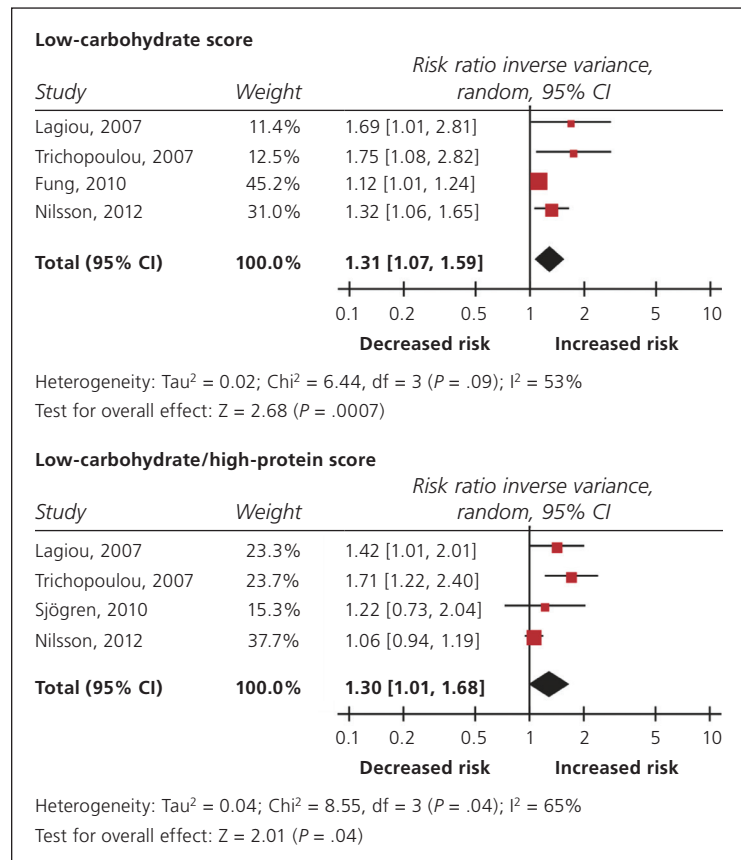 Low-carbohydrate score
Risk ratio inverse variance,
Study Weight random, 95% CI
Lagiou, 2007 11.4% 1.69 [1.01, 2.81]
Trichopoulou, 2007 12.5% 1.75 [1.08, 2.82]
Fung, 2010 45.2% 1.12 [1.01, 1.24]
Nilsson, 2012 31.0% 1.32 [1.06, 1.65]
Total (95% CI) 100.0% 1.31 [1.07, 1.59]
0.1 0.2 0.5 1 2 5 10
Decreased risk Increased risk
Heterogeneity: Tau² = 0.02; Chi² = 6.44, df = 3 (P = .09); I² = 53%
Test for overall effect: Z = 2.68 (P = .0007)
Low-carbohydrate/high-protein score
Risk ratio inverse variance,
Study Weight random, 95% CI
Lagiou, 2007 23.3% 1.42 [1.01, 2.01]
Trichopoulou, 2007 23.7% 1.71 [1.22, 2.40]
Sjögren, 2010 15.3% 1.22 [0.73, 2.04]
Nilsson, 2012 37.7% 1.06 [0.94, 1.19]
Total (95% CI) 100.0% 1.30 [1.01, 1.68]
0.1 0.2 0.5 1 2 5 10
Decreased risk Increased risk
Heterogeneity: Tau² = 0.04; Chi² = 8.55, df = 3 (P = .04); I² = 65%
Test for overall effect: Z = 2.01 (P = .04)